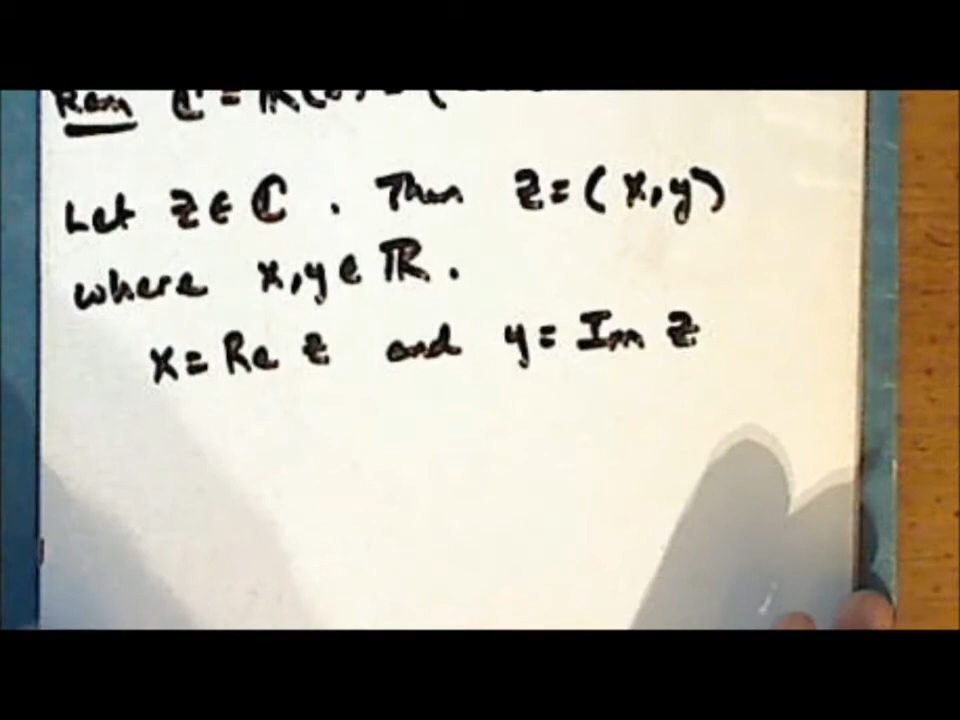 Rem ℂ = ℝ
Let z ∈ ℂ . Then z = (x,y)
where x,y ∈ ℝ .
x = Re z and y = Im z